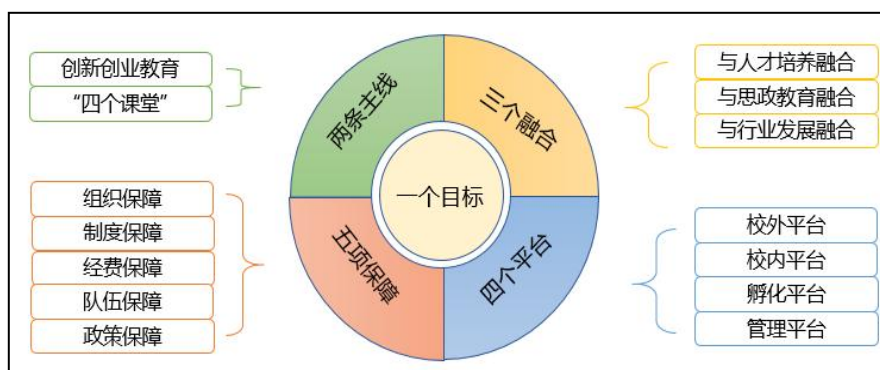 创新创业教育
“四个课堂”
两条主线
三个融合
与人才培养融合
与思政教育融合
与行业发展融合
一个目标
组织保障
制度保障
经费保障
队伍保障
政策保障
五项保障
四个平台
校外平台
校内平台
孵化平台
管理平台